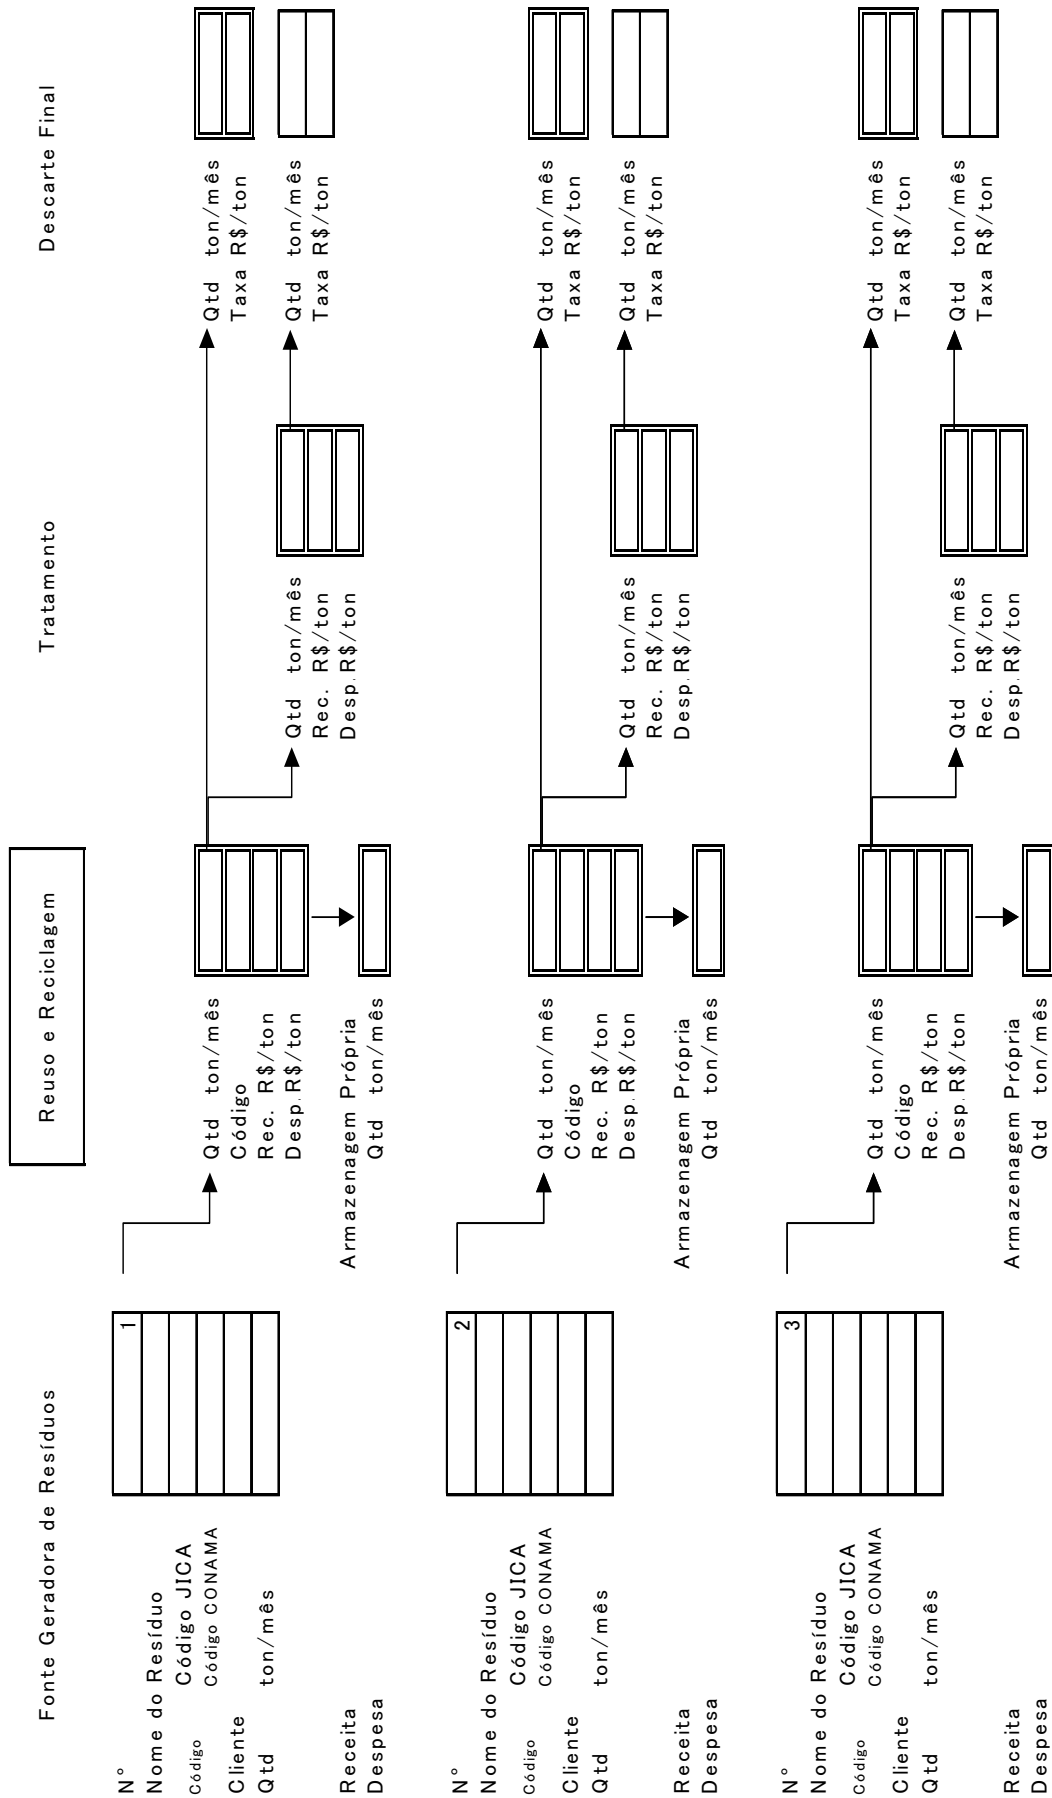 Fonte Geradora de Resíduos
Reuso e Reciclagem
Tratamento
Descarte Final
N° 1
Nome do Resíduo
Código JICA
Código Código CONAMA
Cliente
Qtd ton/mês
Receita
Despesa
Qtd ton/mês
Código
Rec. R$/ton
Desp. R$/ton
Armazenagem Própria
Qtd ton/mês
Qtd ton/mês
Rec. R$/ton
Desp. R$/ton
Qtd ton/mês
Taxa R$/ton
Qtd ton/mês
Taxa R$/ton
N° 2
Nome do Resíduo
Código JICA
Código Código CONAMA
Cliente
Qtd ton/mês
Receita
Despesa
Qtd ton/mês
Código
Rec. R$/ton
Desp. R$/ton
Armazenagem Própria
Qtd ton/mês
Qtd ton/mês
Rec. R$/ton
Desp. R$/ton
Qtd ton/mês
Taxa R$/ton
Qtd ton/mês
Taxa R$/ton
N° 3
Nome do Resíduo
Código JICA
Código Código CONAMA
Cliente
Qtd ton/mês
Receita
Despesa
Qtd ton/mês
Código
Rec. R$/ton
Desp. R$/ton
Armazenagem Própria
Qtd ton/mês
Qtd ton/mês
Rec. R$/ton
Desp. R$/ton
Qtd ton/mês
Taxa R$/ton
Qtd ton/mês
Taxa R$/ton